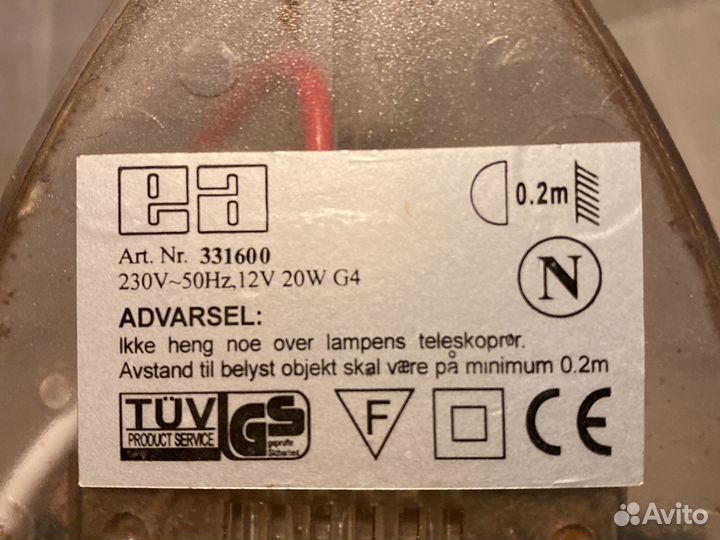 ea
0.2m
Art. Nr. 331600
230V~50Hz,12V 20W G4
N
ADVARSEL:
Ikke heng noe over lampens teleskoprør.
Avstand til belyst objekt skal være på minimum 0.2m
TÜV
PRODUCT SERVICE
GS
geprüfte
Sicherheit
F
CE
Avito